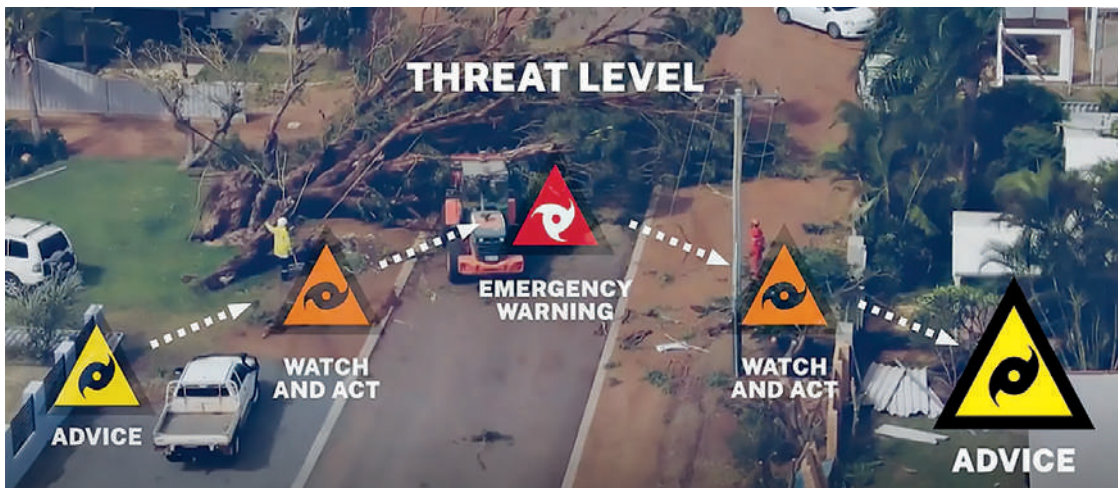 THREAT LEVEL
ADVICE
WATCH
AND ACT
EMERGENCY
WARNING
WATCH
AND ACT
ADVICE